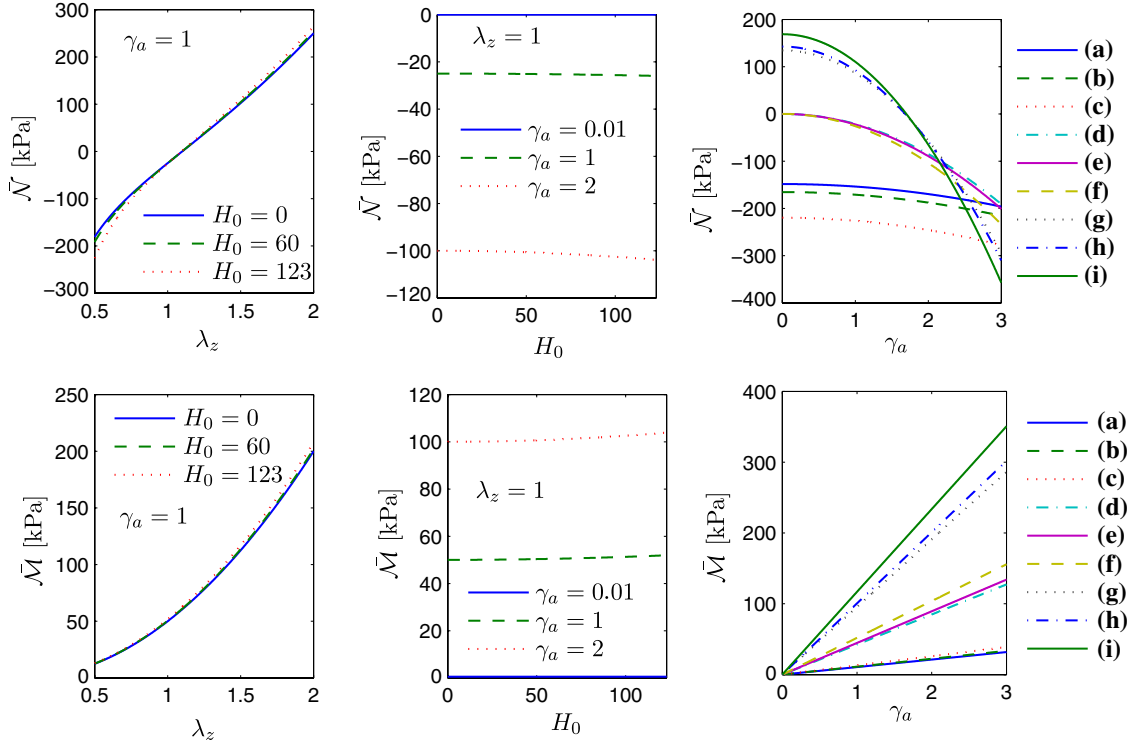 300
200
100
0
−100
−200
−300
0.5
1
1.5
2
N̄ [kPa]
λz
γa = 1
H0 = 0
H0 = 60
H0 = 123
0
−20
−40
−60
−80
−100
−120
0
50
100
N̄ [kPa]
H0
λz = 1
γa = 0.01
γa = 1
γa = 2
200
100
0
−100
−200
−300
−400
0
1
2
3
N̄ [kPa]
γa
(a)
(b)
(c)
(d)
(e)
(f)
(g)
(h)
(i)
250
200
150
100
50
0
0.5
1
1.5
2
M̄ [kPa]
λz
H0 = 0
H0 = 60
H0 = 123
γa = 1
120
100
80
60
40
20
0
0
50
100
M̄ [kPa]
H0
λz = 1
γa = 0.01
γa = 1
γa = 2
400
300
200
100
0
0
1
2
3
M̄ [kPa]
γa
(a)
(b)
(c)
(d)
(e)
(f)
(g)
(h)
(i)